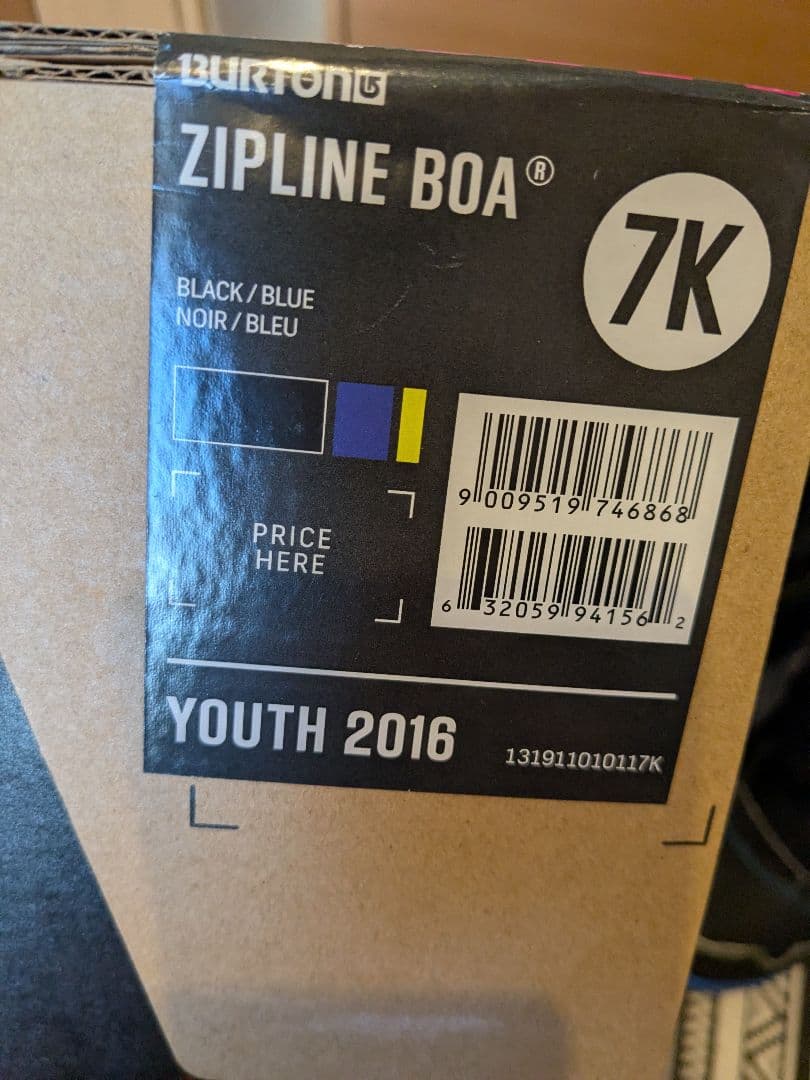 BURTON
ZIPLINE BOA®
7K
BLACK / BLUE
NOIR / BLEU
9 009519 746868
PRICE
HERE
6 32059 94156 2
YOUTH 2016
131911010117K